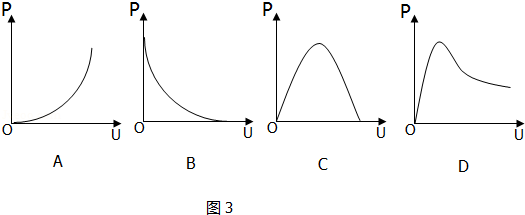 P P P P
O U O U O U O U
A B C D
图3